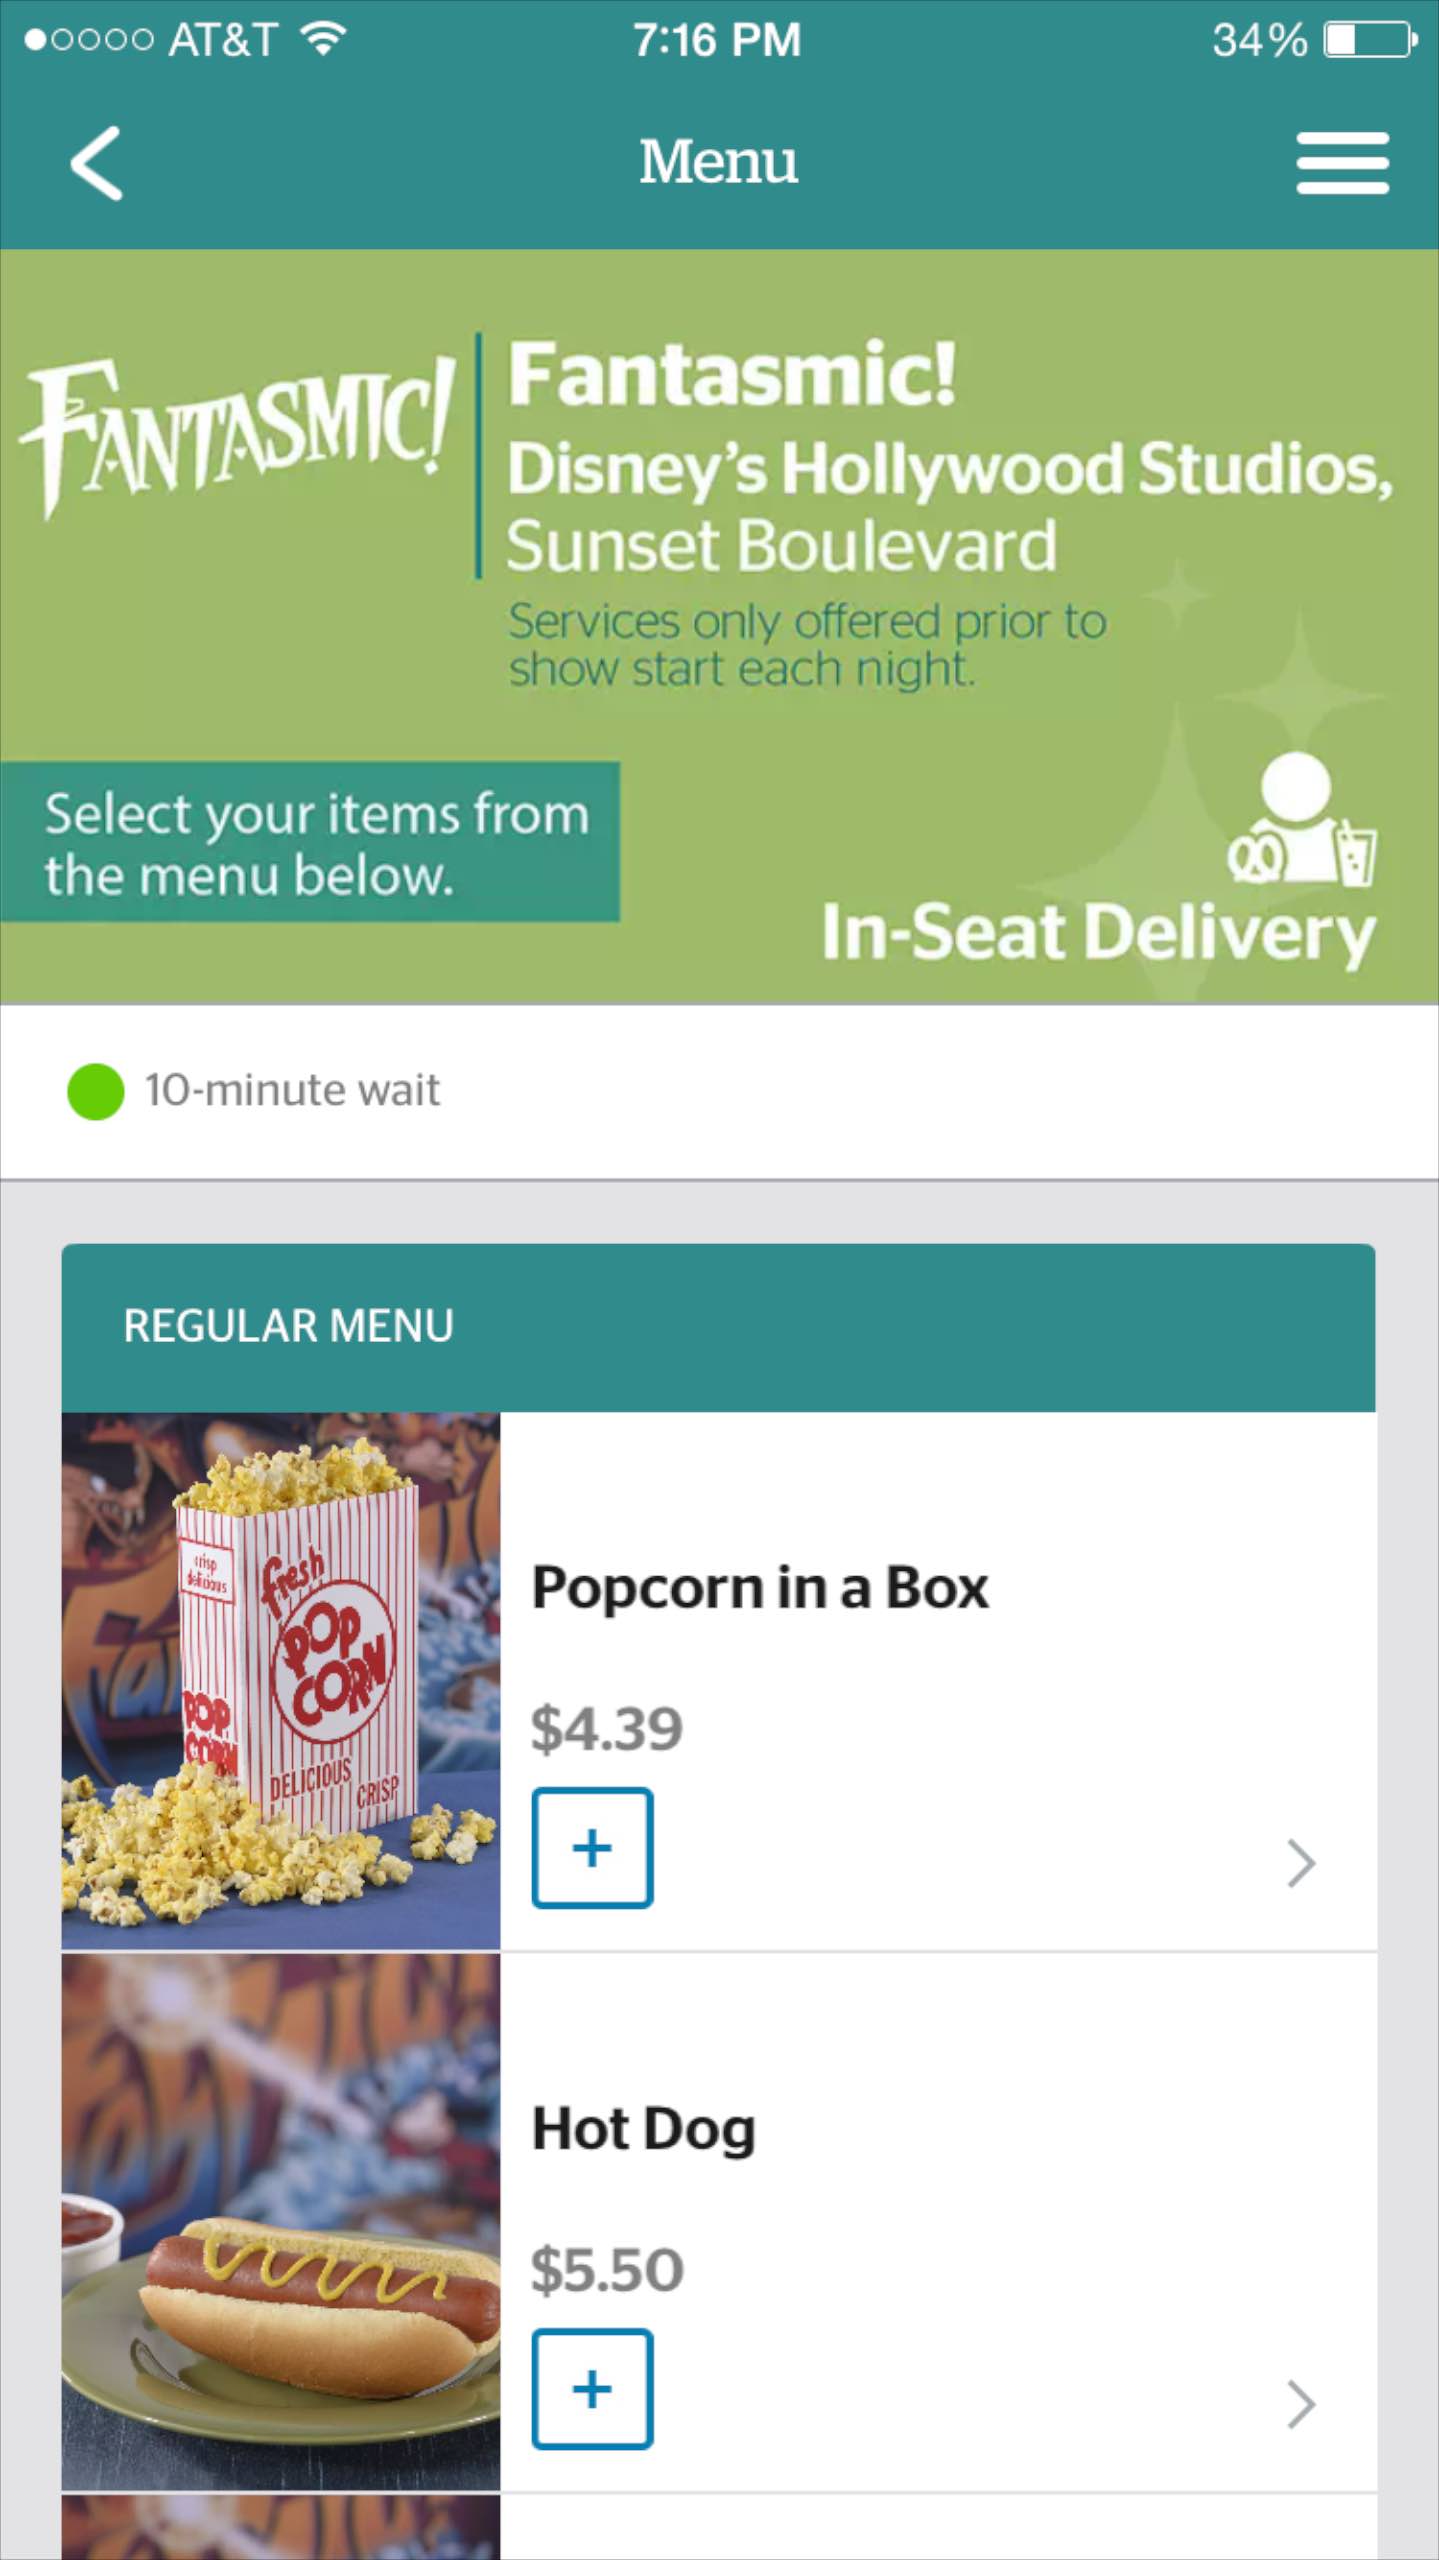 AT&T
7:16 PM
34%
Menu
FANTASMIC!
Fantasmic!
Disney’s Hollywood Studios,
Sunset Boulevard
Services only offered prior to
show start each night.
Select your items from
the menu below.
In-Seat Delivery
10-minute wait
REGULAR MENU
crisp
delicious
fresh
POP
CORN
POP
CORN
DELICIOUS
CRISP
Popcorn in a Box
$4.39
+
Hot Dog
$5.50
+